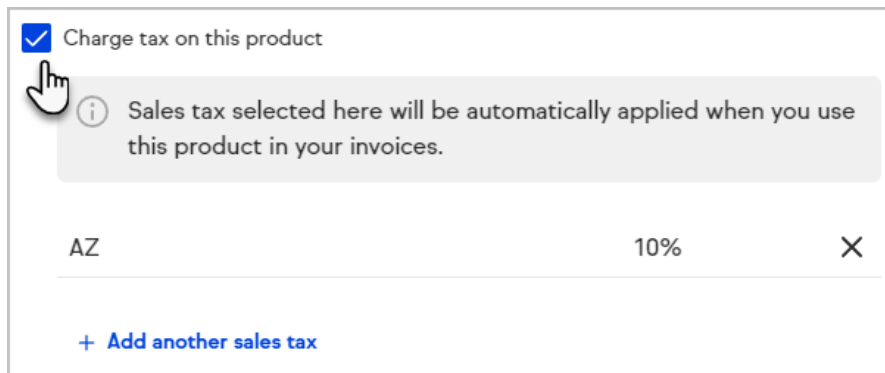 Charge tax on this product
Sales tax selected here will be automatically applied when you use
this product in your invoices.
AZ 10%
+ Add another sales tax